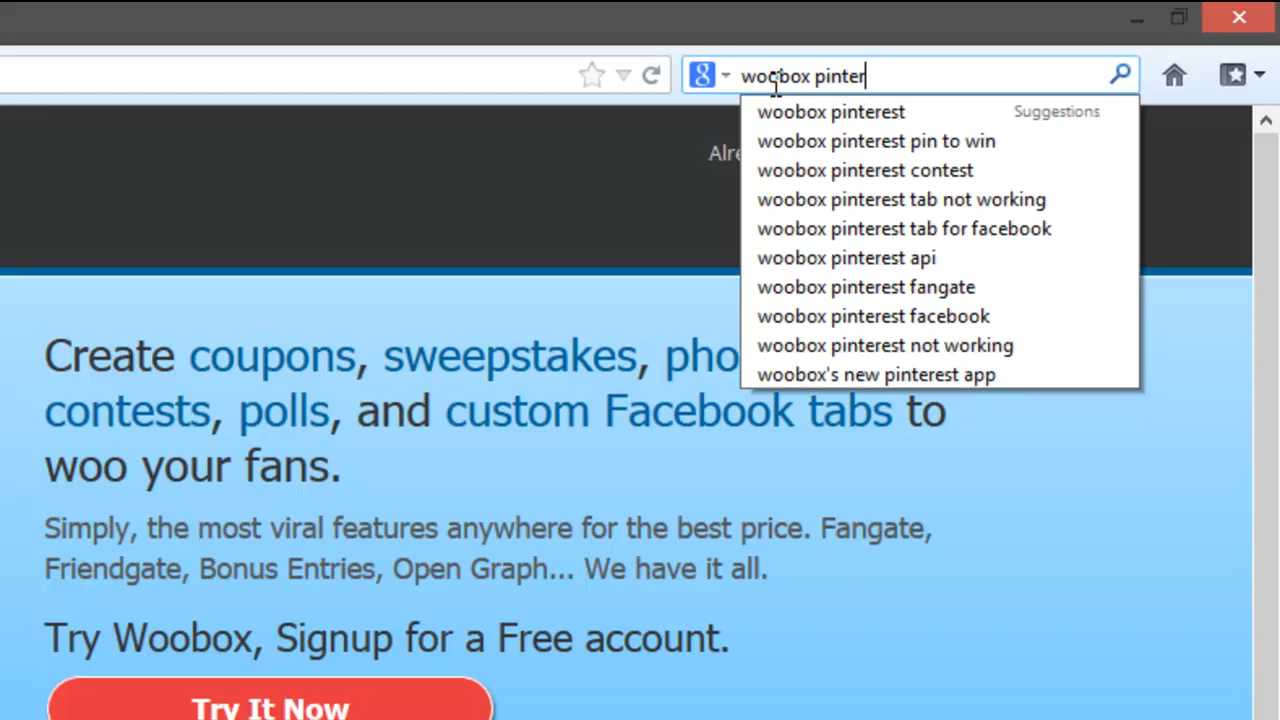 woobox pinter
woobox pinterest Suggestions
woobox pinterest pin to win
woobox pinterest contest
woobox pinterest tab not working
woobox pinterest tab for facebook
woobox pinterest api
woobox pinterest fangate
woobox pinterest facebook
woobox pinterest not working
woobox's new pinterest app
Create coupons, sweepstakes, pho
contests, polls, and custom Facebook tabs to
woo your fans.
Simply, the most viral features anywhere for the best price. Fangate,
Friendgate, Bonus Entries, Open Graph... We have it all.
Try Woobox, Signup for a Free account.
Try It Now